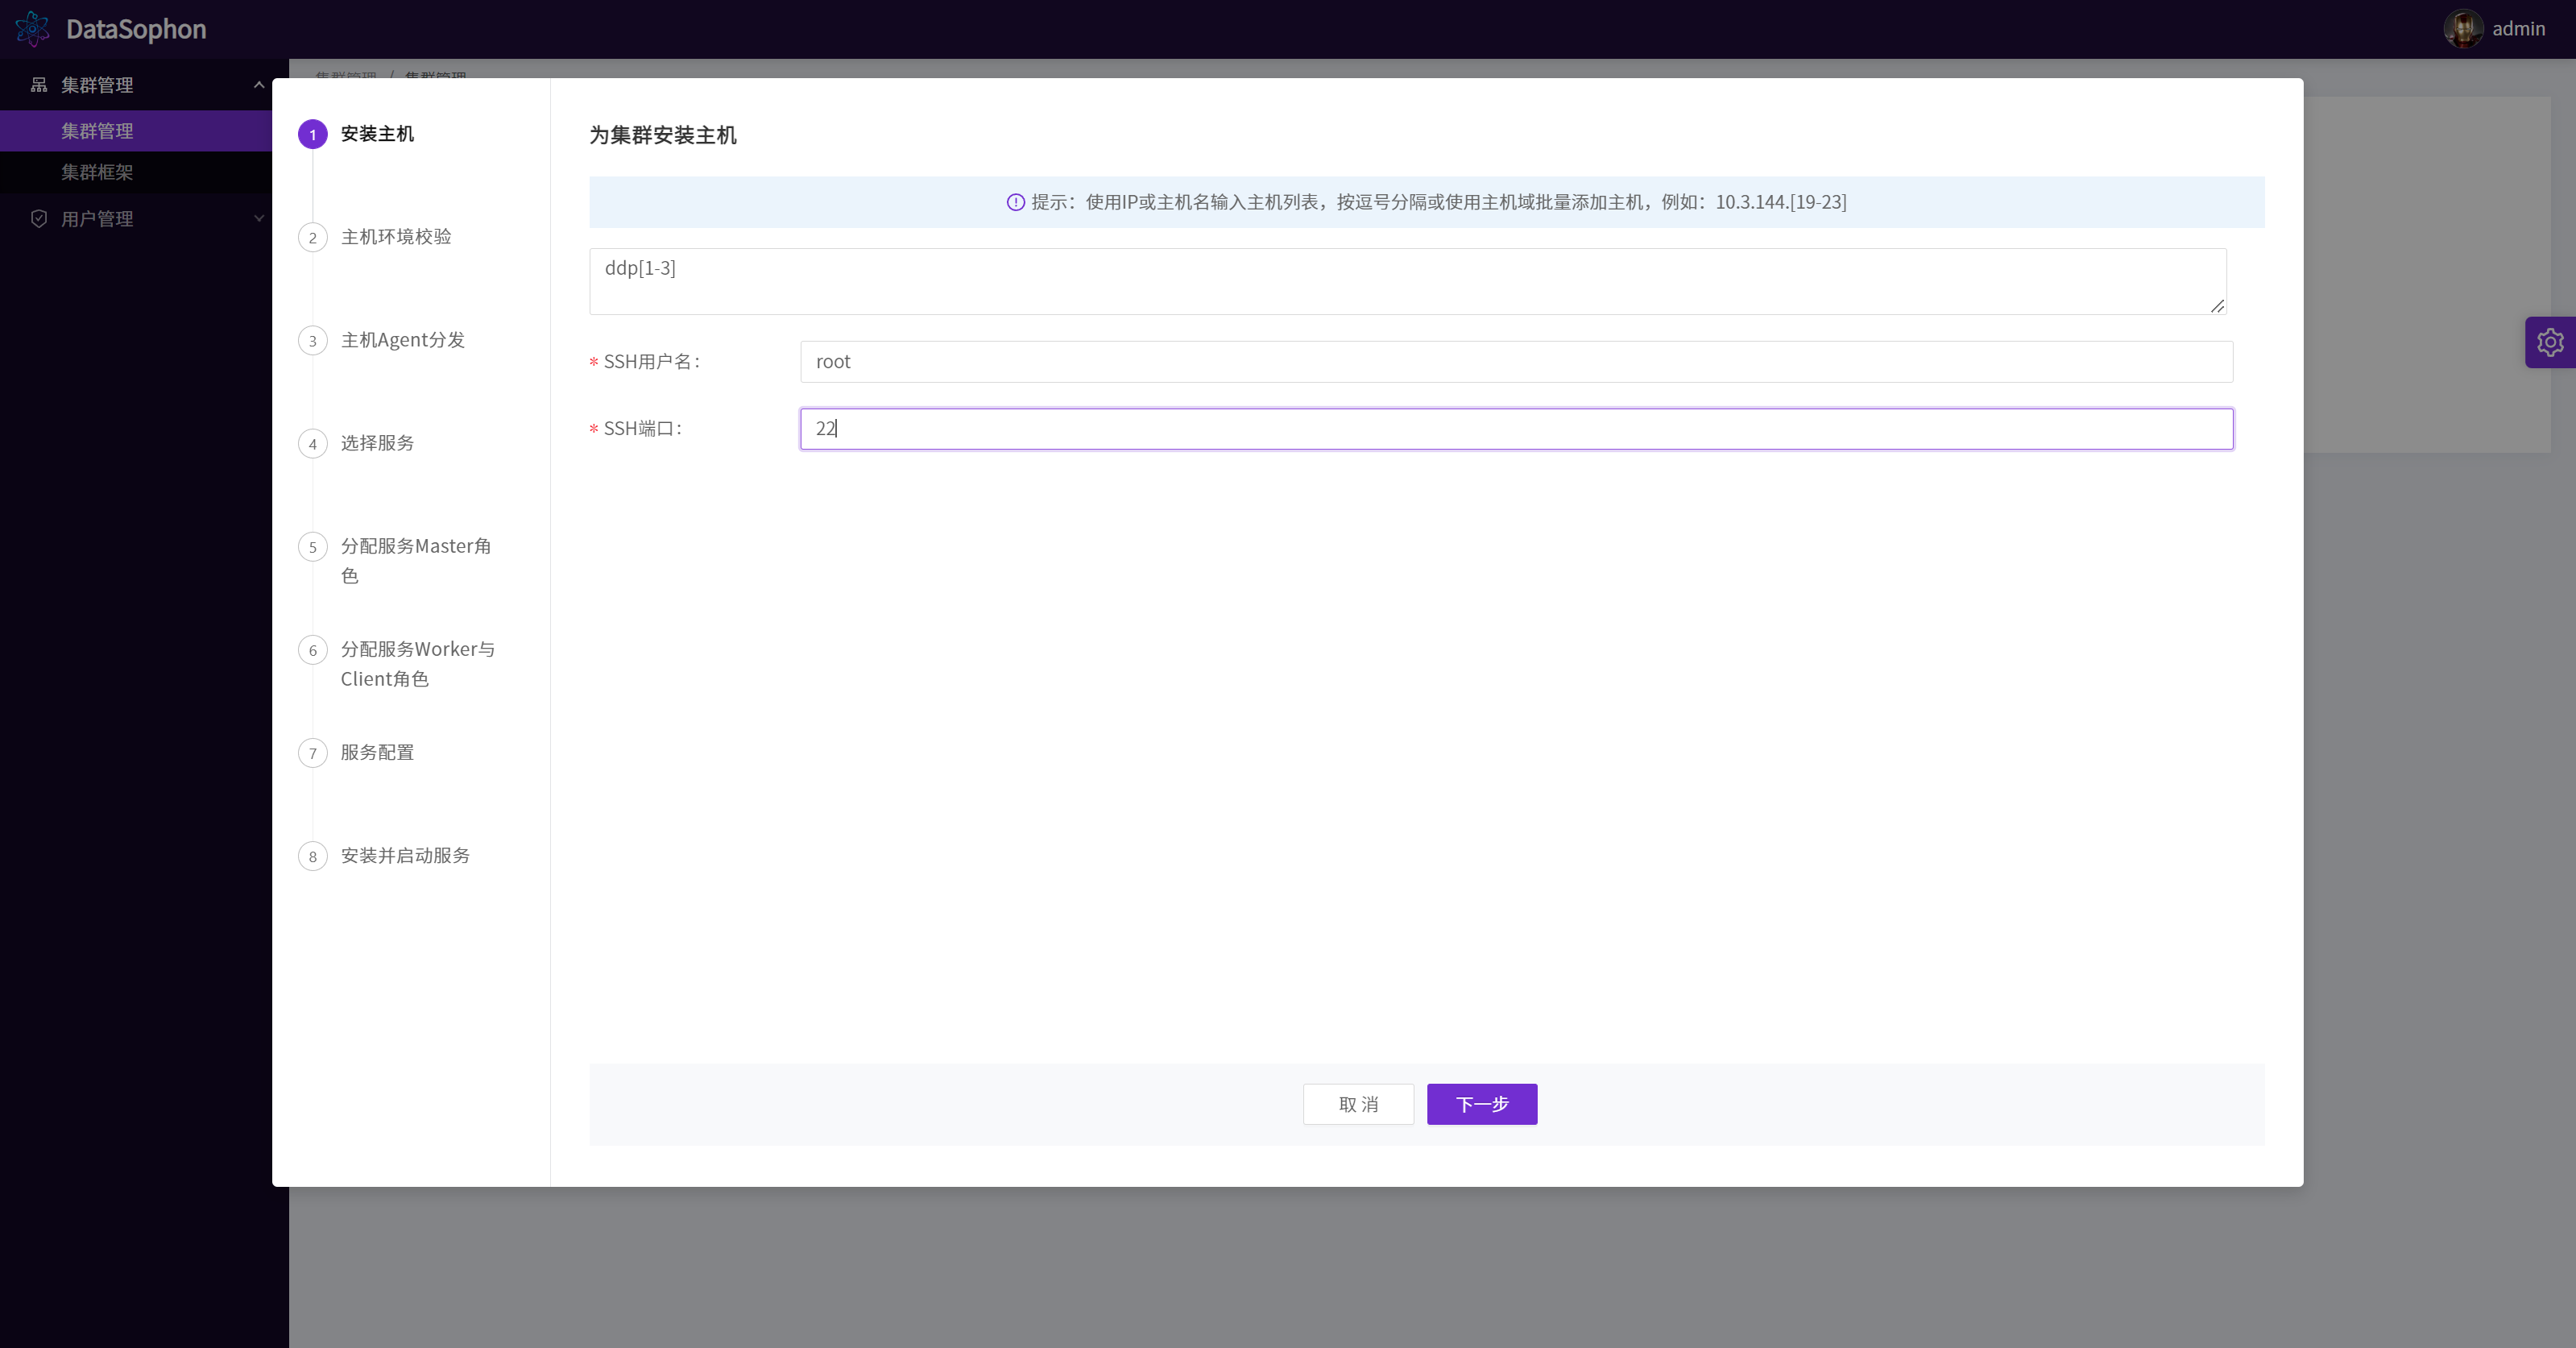 DataSophon
admin
集群管理
集群管理
集群框架
用户管理
集群管理 / 集群管理
1 安装主机
2 主机环境校验
3 主机Agent分发
4 选择服务
5 分配服务Master角
色
6 分配服务Worker与
Client角色
7 服务配置
8 安装并启动服务
为集群安装主机
提示：使用IP或主机名输入主机列表，按逗号分隔或使用主机域批量添加主机，例如：10.3.144.[19-23]
ddp[1-3]
* SSH用户名： root
* SSH端口： 22
取 消
下一步